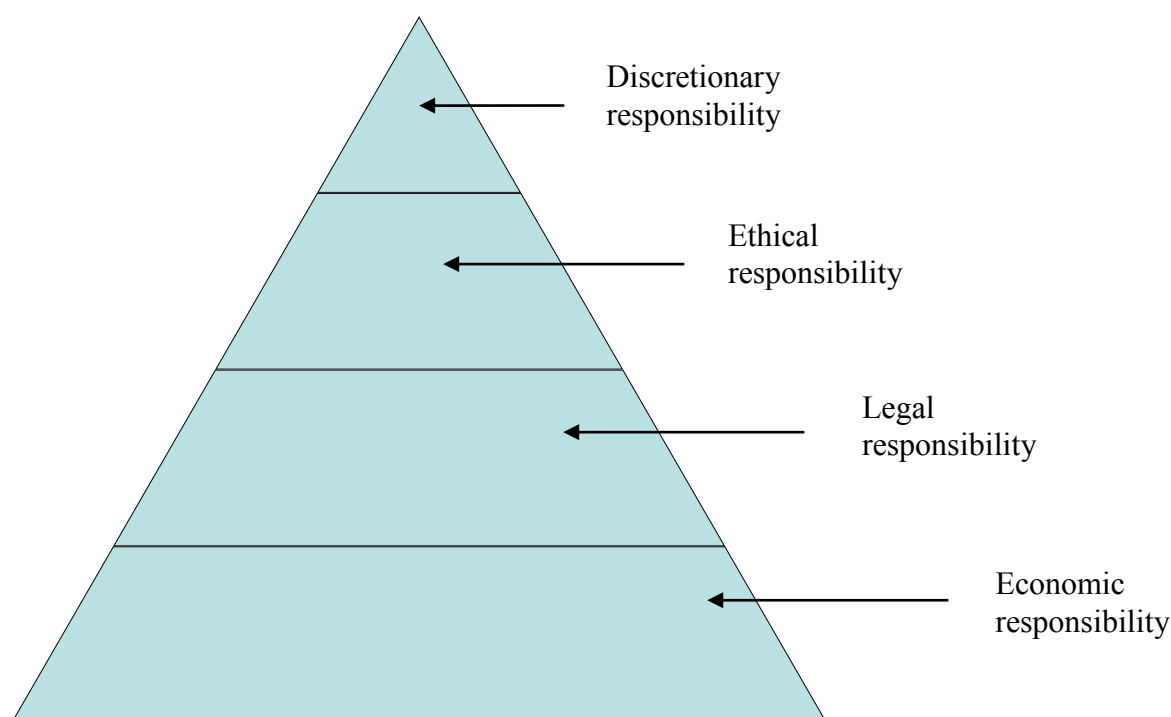 Discretionary
responsibility
Ethical
responsibility
Legal
responsibility
Economic
responsibility